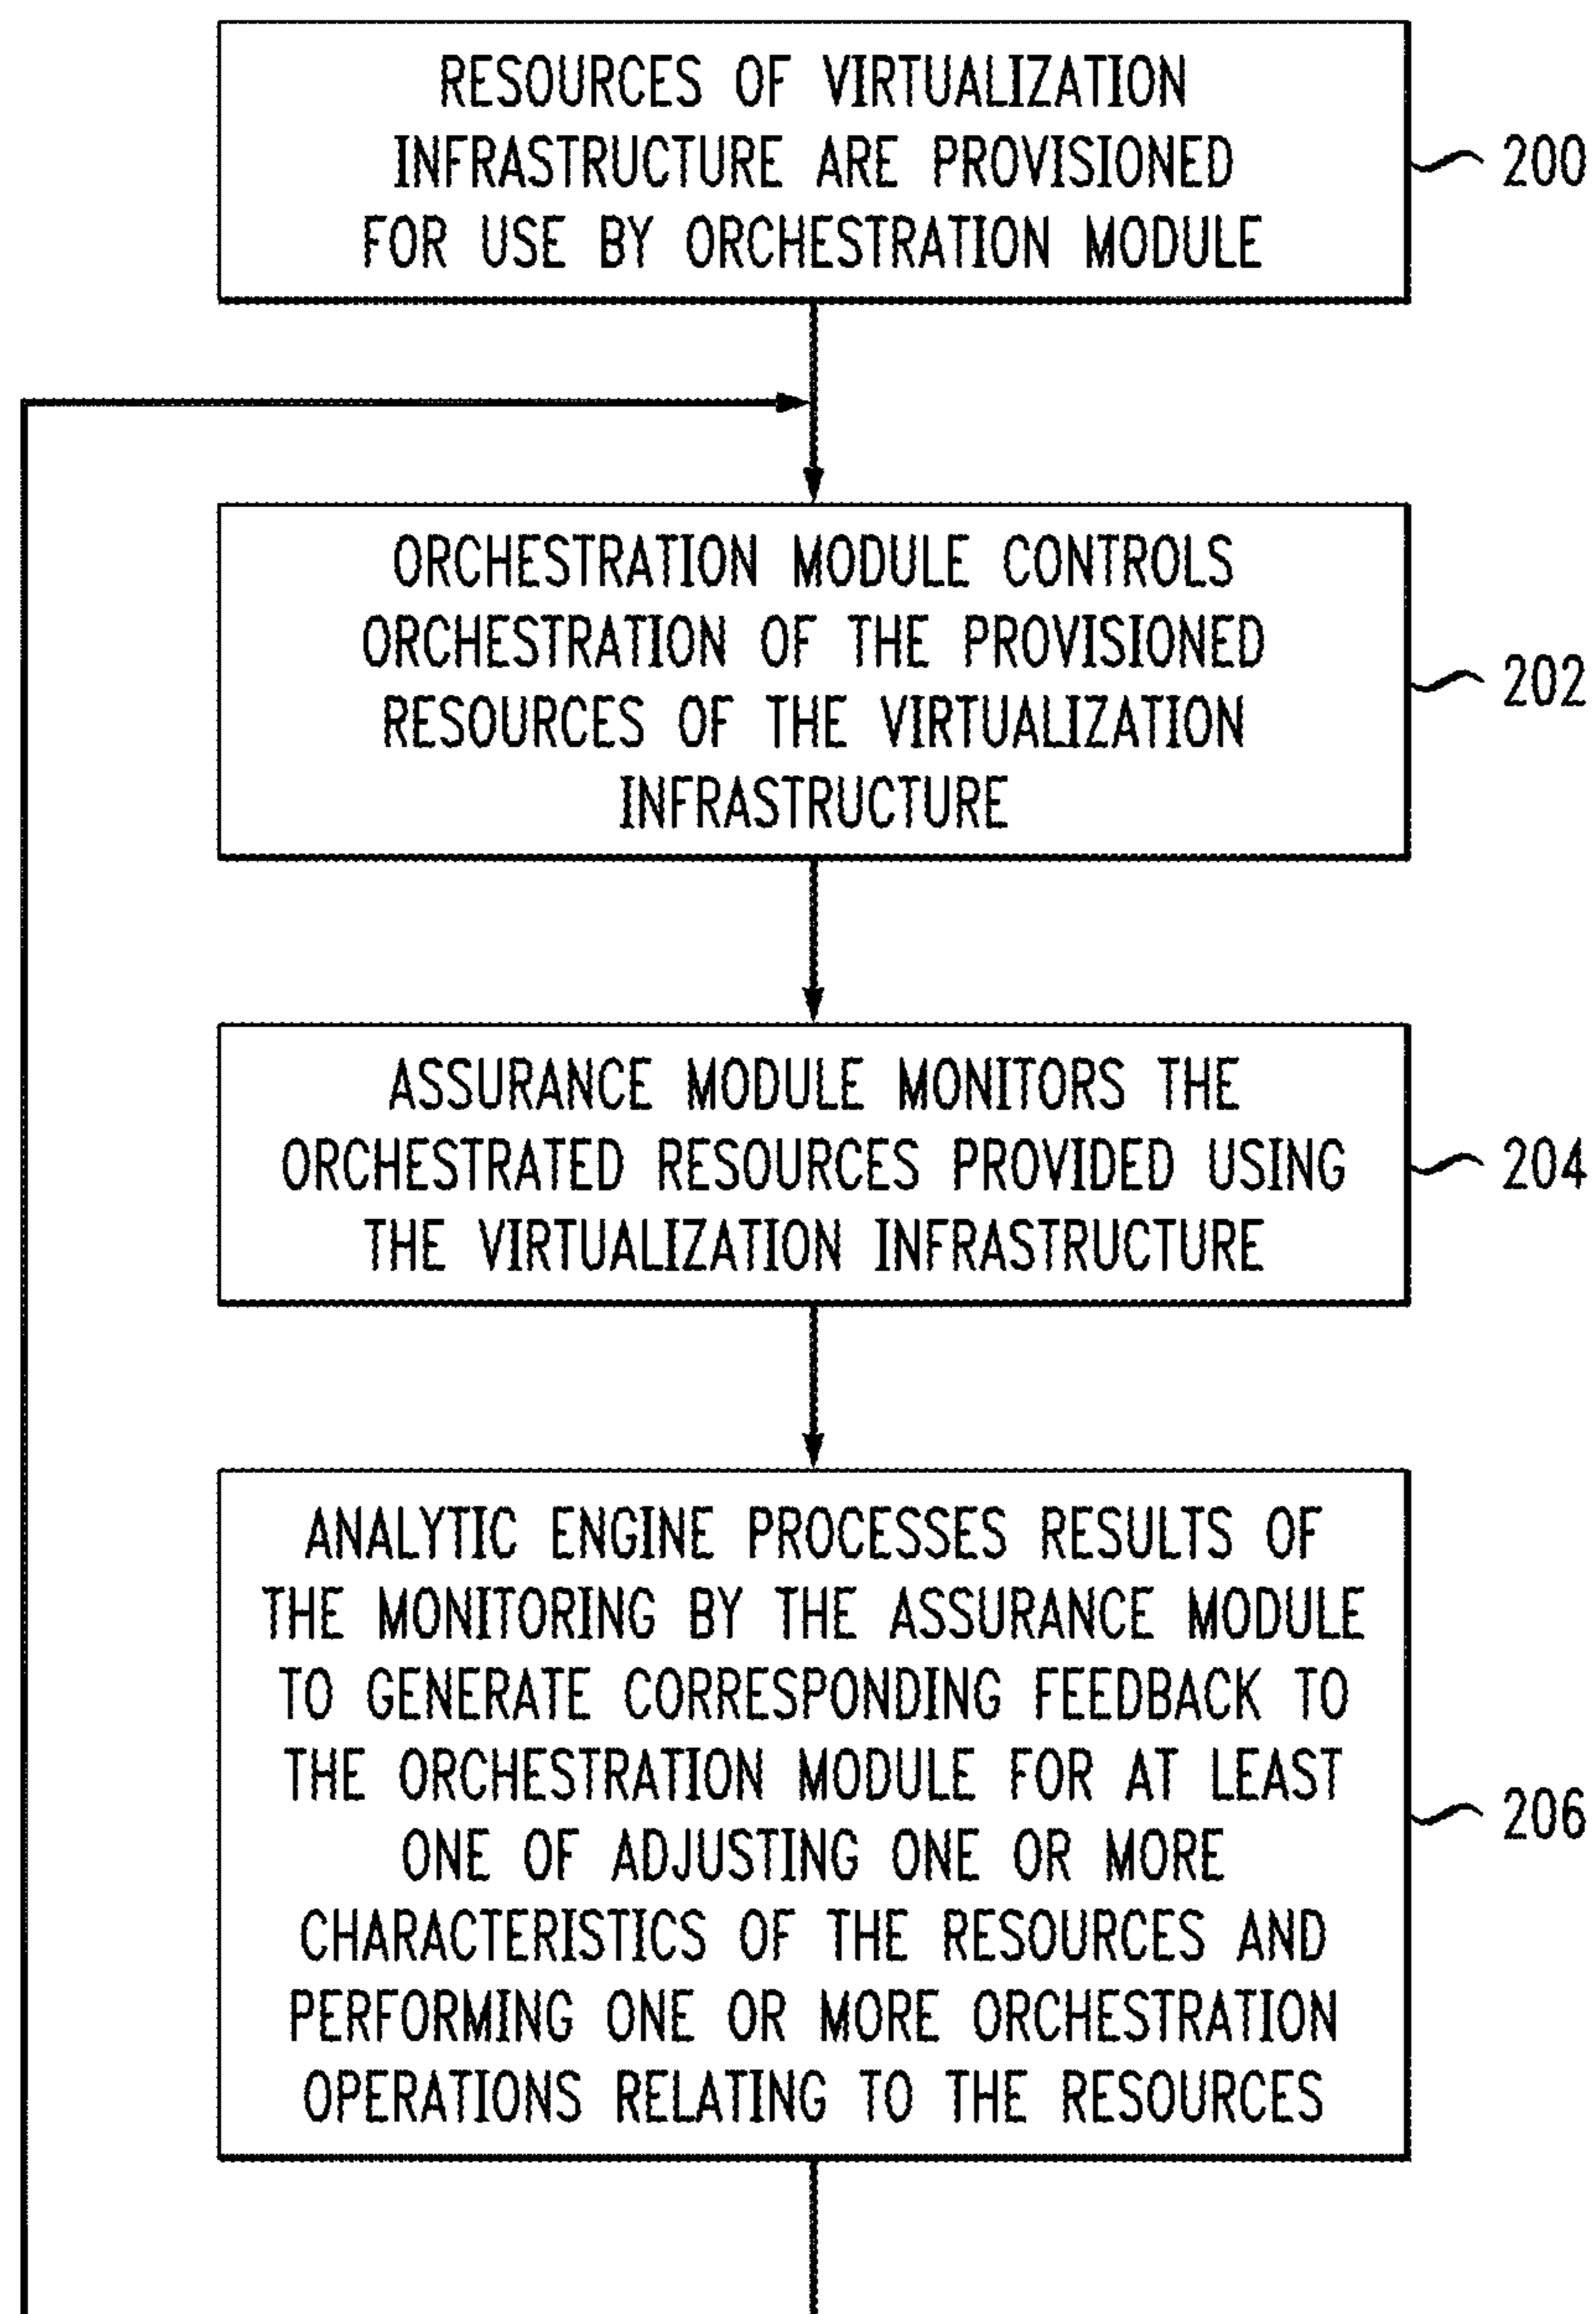 RESOURCES OF VIRTUALIZATION
INFRASTRUCTURE ARE PROVISIONED
FOR USE BY ORCHESTRATION MODULE
200
ORCHESTRATION MODULE CONTROLS
ORCHESTRATION OF THE PROVISIONED
RESOURCES OF THE VIRTUALIZATION
INFRASTRUCTURE
202
ASSURANCE MODULE MONITORS THE
ORCHESTRATED RESOURCES PROVIDED USING
THE VIRTUALIZATION INFRASTRUCTURE
204
ANALYTIC ENGINE PROCESSES RESULTS OF
THE MONITORING BY THE ASSURANCE MODULE
TO GENERATE CORRESPONDING FEEDBACK TO
THE ORCHESTRATION MODULE FOR AT LEAST
ONE OF ADJUSTING ONE OR MORE
CHARACTERISTICS OF THE RESOURCES AND
PERFORMING ONE OR MORE ORCHESTRATION
OPERATIONS RELATING TO THE RESOURCES
206